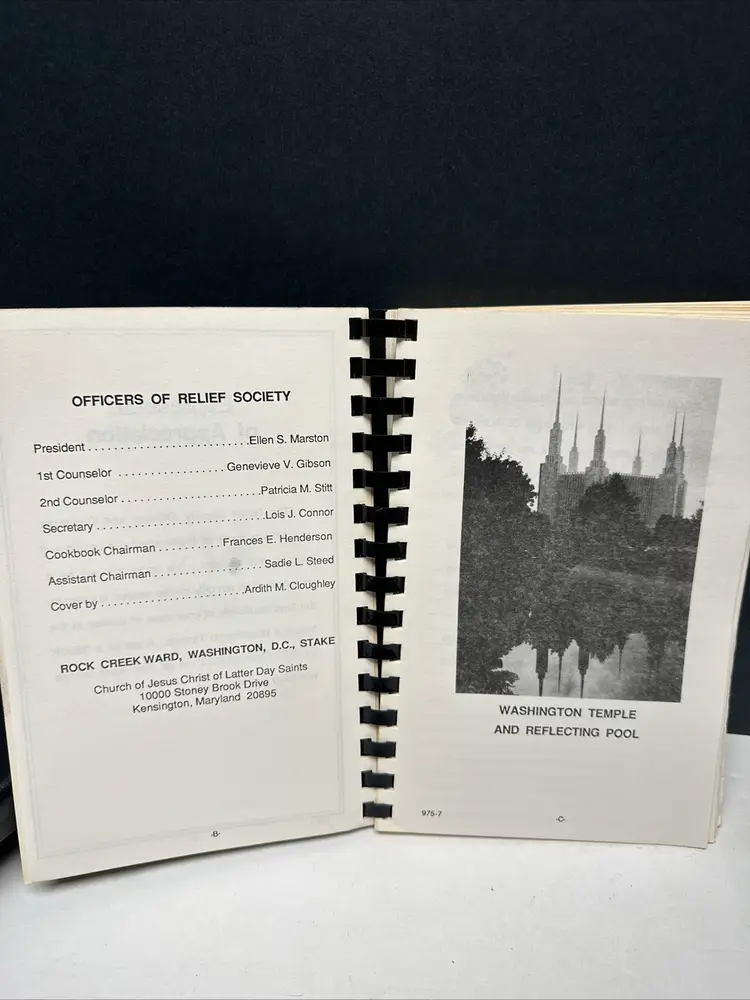 OFFICERS OF RELIEF SOCIETY
President . . . . . . . . . . . . . . . . . . . . . . . . .Ellen S. Marston
1st Counselor . . . . . . . . . . . . . . . . . Genevieve V. Gibson
2nd Counselor . . . . . . . . . . . . . . . . . . . . . .Patricia M. Stitt
Secretary . . . . . . . . . . . . . . . . . . . . . . . . . .Lois J. Connor
Cookbook Chairman . . . . . . . . . . Frances E. Henderson
Assistant Chairman . . . . . . . . . . . . . . . . . Sadie L. Steed
Cover by . . . . . . . . . . . . . . . . . . . . . .Ardith M. Cloughley
ROCK CREEK WARD, WASHINGTON, D.C., STAKE
Church of Jesus Christ of Latter Day Saints
10000 Stoney Brook Drive
Kensington, Maryland 20895
-B-
WASHINGTON TEMPLE
AND REFLECTING POOL
975-7
-C-